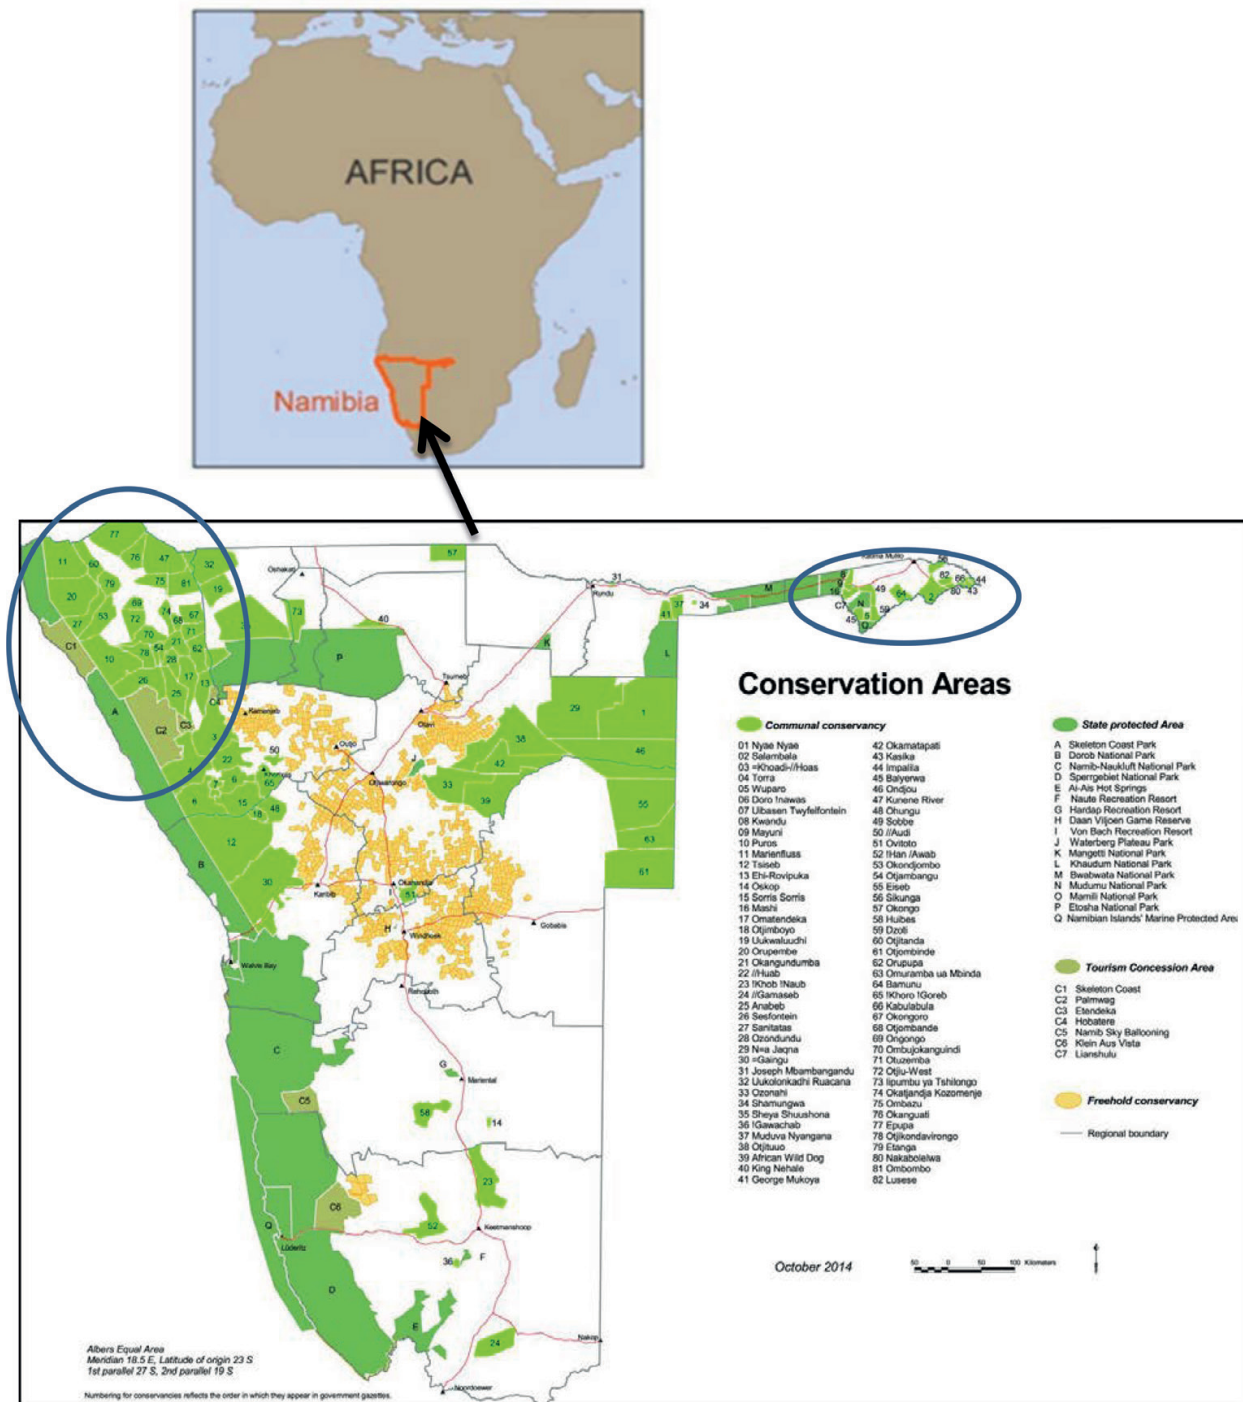 AFRICA
Namibia
Conservation Areas
Communal conservancy
01 Nyae Nyae
02 Salambala
03 =Khoadi-//Hoas
04 Torra
05 Wuparo
06 Doro !nawas
07 Uibasen Twyfelfontein
08 Kwandu
09 Mayuni
10 Puros
11 Marienfluss
12 Tsiseb
13 Ehi-Rovipuka
14 Oskop
15 Sorris Sorris
16 Mashi
17 Omatendeka
18 Otjimboyo
19 Uukwaluudhi
20 Orupembe
21 Okangundumba
22 //Huab
23 !Khob !Naub
24 //Gamaseb
25 Anabeb
26 Sesfontein
27 Sanitatas
28 Ozondundu
29 N=a Jaqna
30 =Gaingu
31 Joseph Mbambangandu
32 Uukolonkadhi Ruacana
33 Ozonahi
34 Shamungwa
35 Sheya Shuushona
36 !Gawachab
37 Muduva Nyangana
38 Otjituuo
39 African Wild Dog
40 King Nehale
41 George Mukoya
42 Okamatapati
43 Kasika
44 Impalila
45 Balyerwa
46 Ondjou
47 Kunene River
48 Ohungu
49 Sobbe
50 //Audi
51 Ovitoto
52 !Han /Awab
53 Okondjombo
54 Otjambangu
55 Eiseb
56 Sikunga
57 Okongo
58 Huibes
59 Dzoti
60 Otjitanda
61 Otjombinde
62 Orupupa
63 Omuramba ua Mbinda
64 Bamunu
65 !Khoro !Goreb
66 Kabulabula
67 Okongoro
68 Otjombande
69 Ongongo
70 Ombujokanguindi
71 Otuzemba
72 Otjiu-West
73 Iipumbu ya Tshilongo
74 Okatjandja Kozomenje
75 Ombazu
76 Okanguati
77 Epupa
78 Otjikondavirongo
79 Etanga
80 Nakabolelwa
81 Ombombo
82 Lusese
State protected Area
A Skeleton Coast Park
B Dorob National Park
C Namib-Naukluft National Park
D Sperrgebiet National Park
E Ai-Ais Hot Springs
F Naute Recreation Resort
G Hardap Recreation Resort
H Daan Viljoen Game Reserve
I Von Bach Recreation Resort
J Waterberg Plateau Park
K Mangetti National Park
L Khaudum National Park
M Bwabwata National Park
N Mudumu National Park
O Mamili National Park
P Etosha National Park
Q Namibian Islands' Marine Protected Area
Tourism Concession Area
C1 Skeleton Coast
C2 Palmwag
C3 Etendeka
C4 Hobatere
C5 Namib Sky Ballooning
C6 Klein Aus Vista
C7 Lianshulu
Freehold conservancy
Regional boundary
October 2014
50 0 50 100 Kilometers
Oshakati
Rundu
Tsumeb
Kamanjab
Otavi
Outjo
Otjiwarongo
Khorixas
Karibib
Okahandja
Windhoek
Gobabis
Walvis Bay
Rehoboth
Mariental
Keetmanshoop
Lüderitz
Nakop
Noordoewer
Albers Equal Area
Meridian 18.5 E, Latitude of origin 23 S
1st parallel 27 S, 2nd parallel 19 S
Numbering for conservancies reflects the order in which they appear in government gazettes.